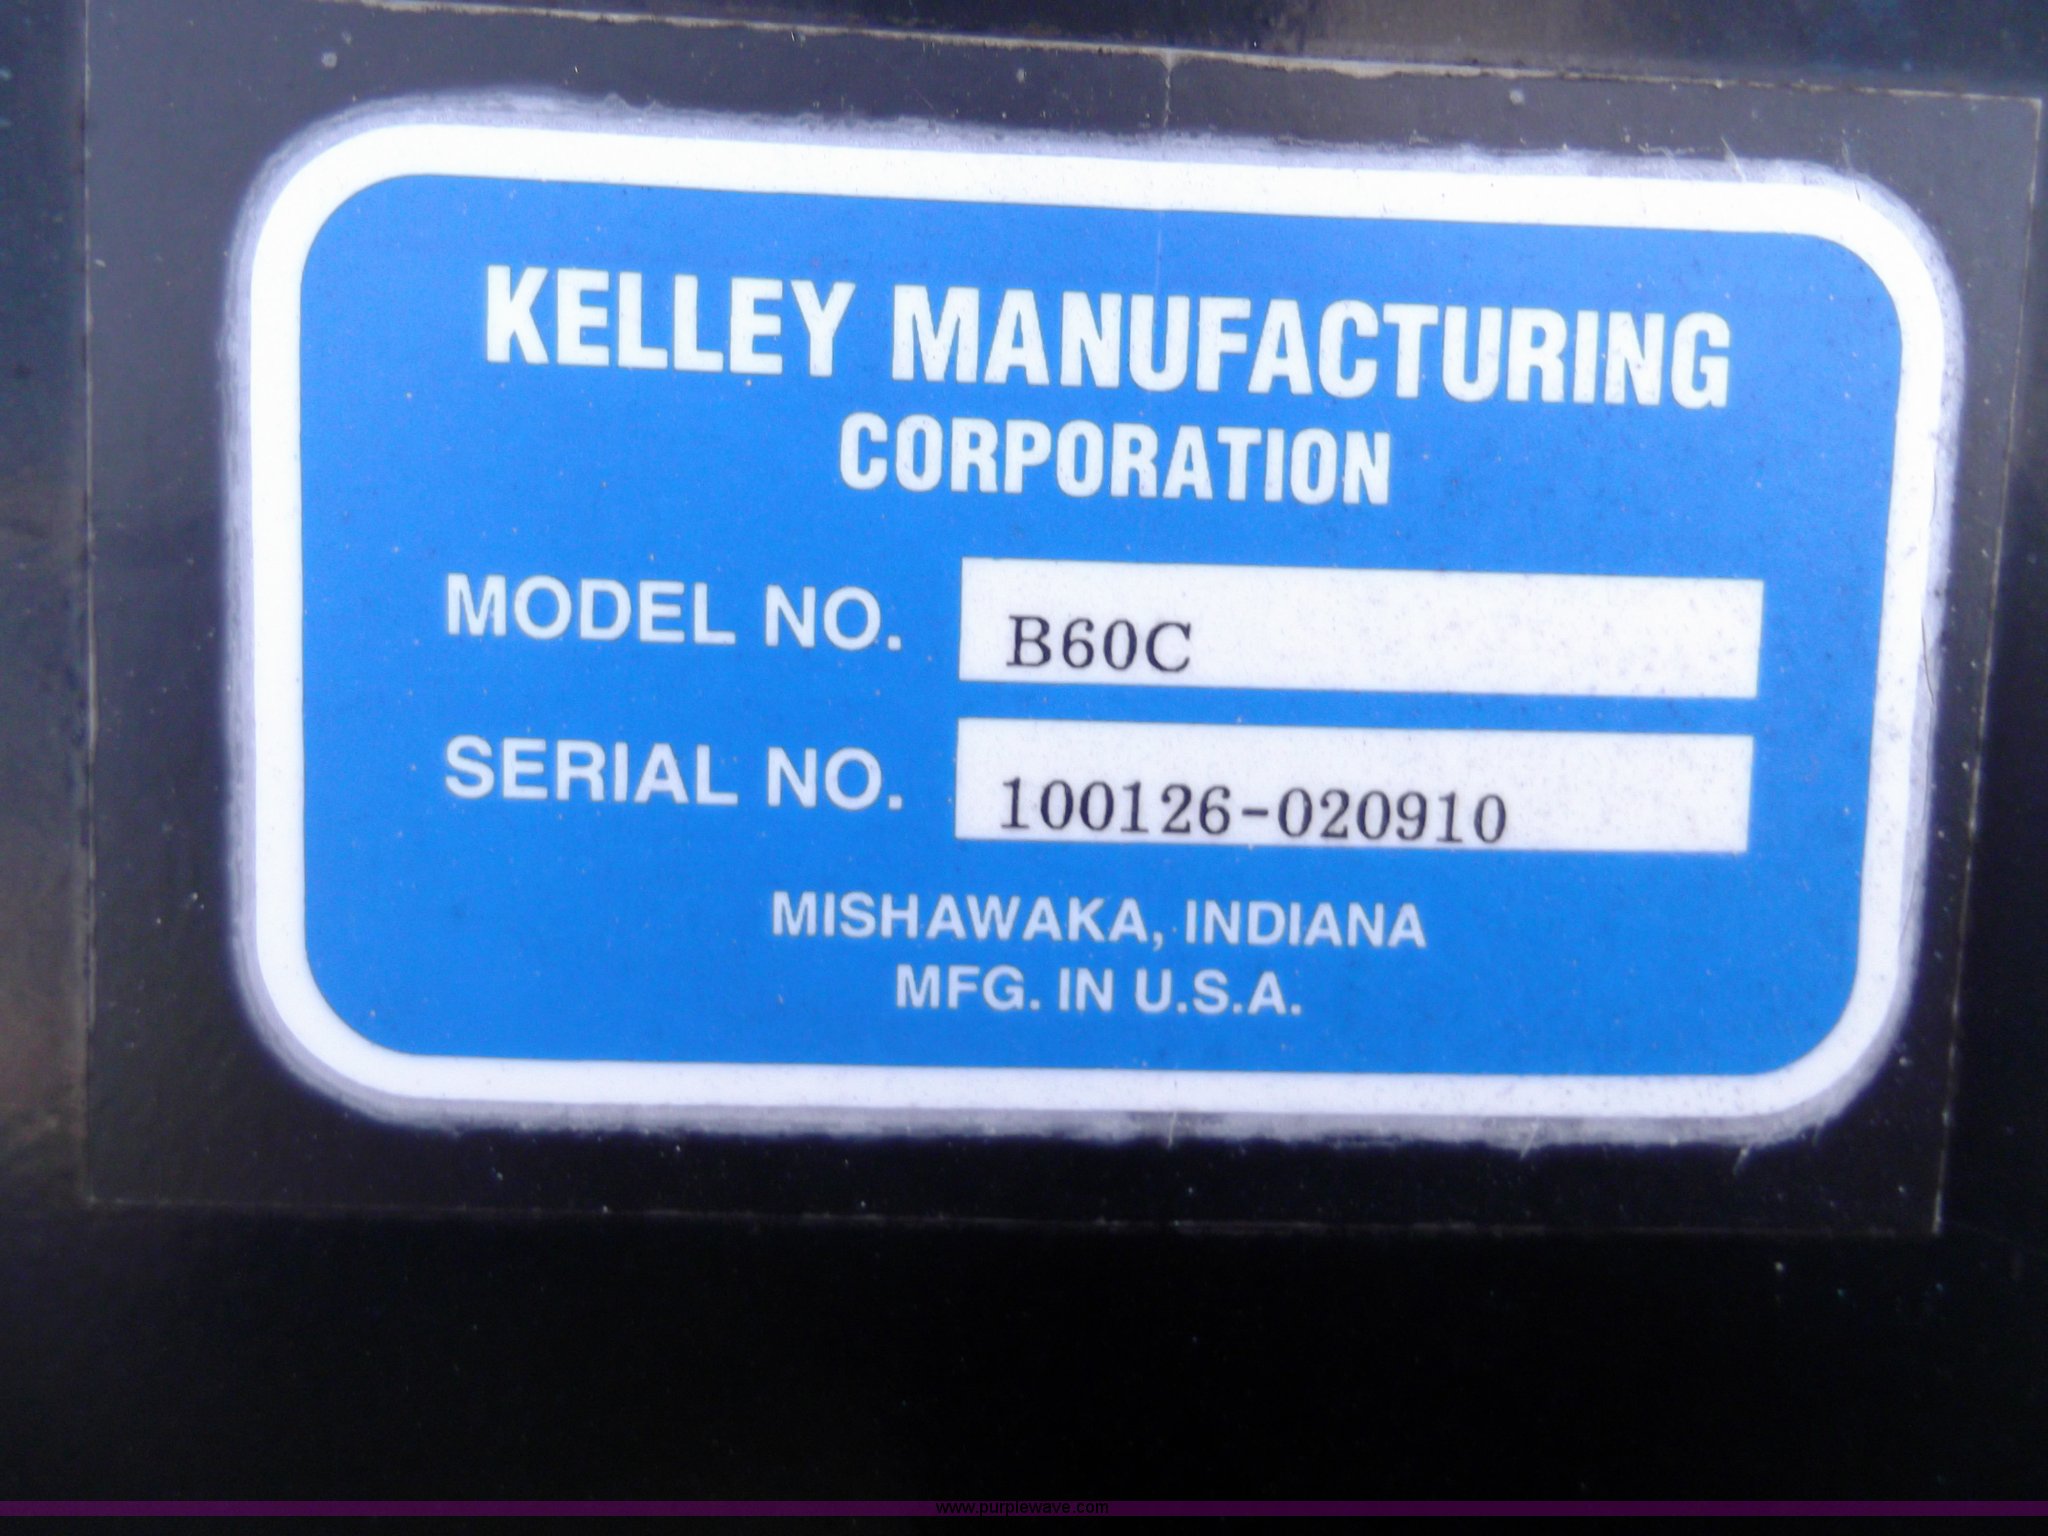 KELLEY MANUFACTURING
CORPORATION
MODEL NO. B60C
SERIAL NO. 100126-020910
MISHAWAKA, INDIANA
MFG. IN U.S.A.
www.purplewave.com